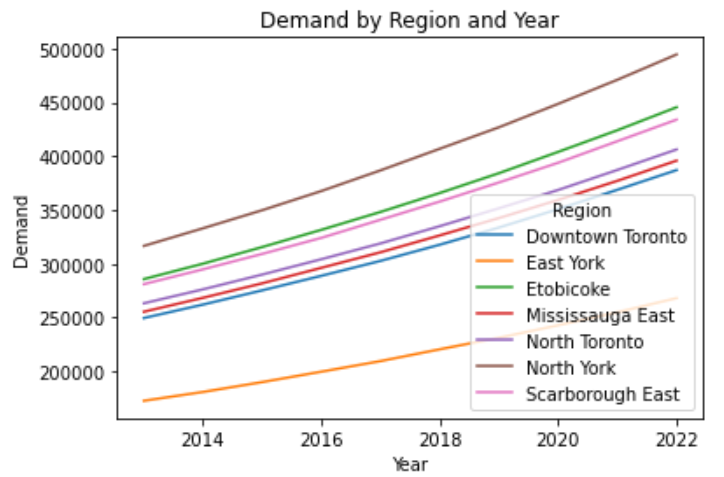 Demand by Region and Year
500000
450000
400000
350000
300000
250000
200000
Demand
Region
Downtown Toronto
East York
Etobicoke
Mississauga East
North Toronto
North York
Scarborough East
2014 2016 2018 2020 2022
Year